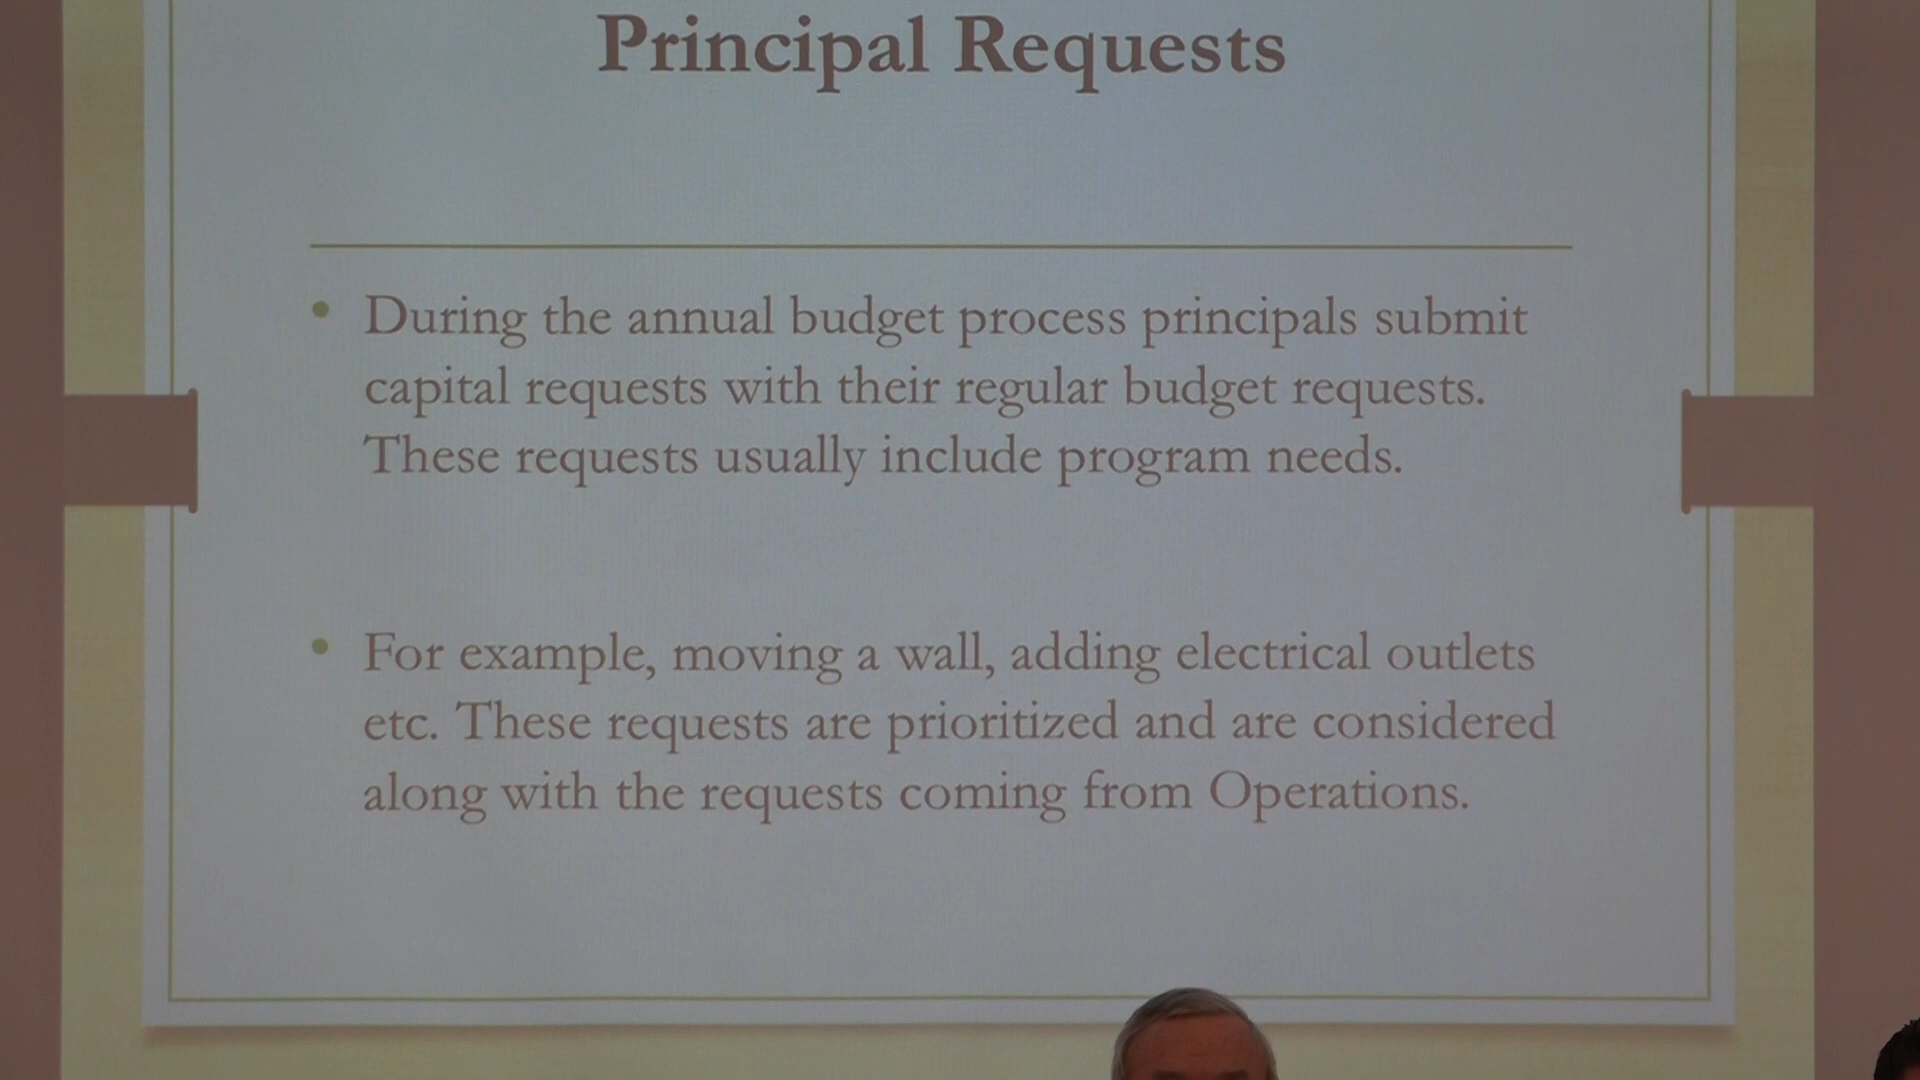 Principal Requests
• During the annual budget process principals submit
capital requests with their regular budget requests.
These requests usually include program needs.
• For example, moving a wall, adding electrical outlets
etc. These requests are prioritized and are considered
along with the requests coming from Operations.